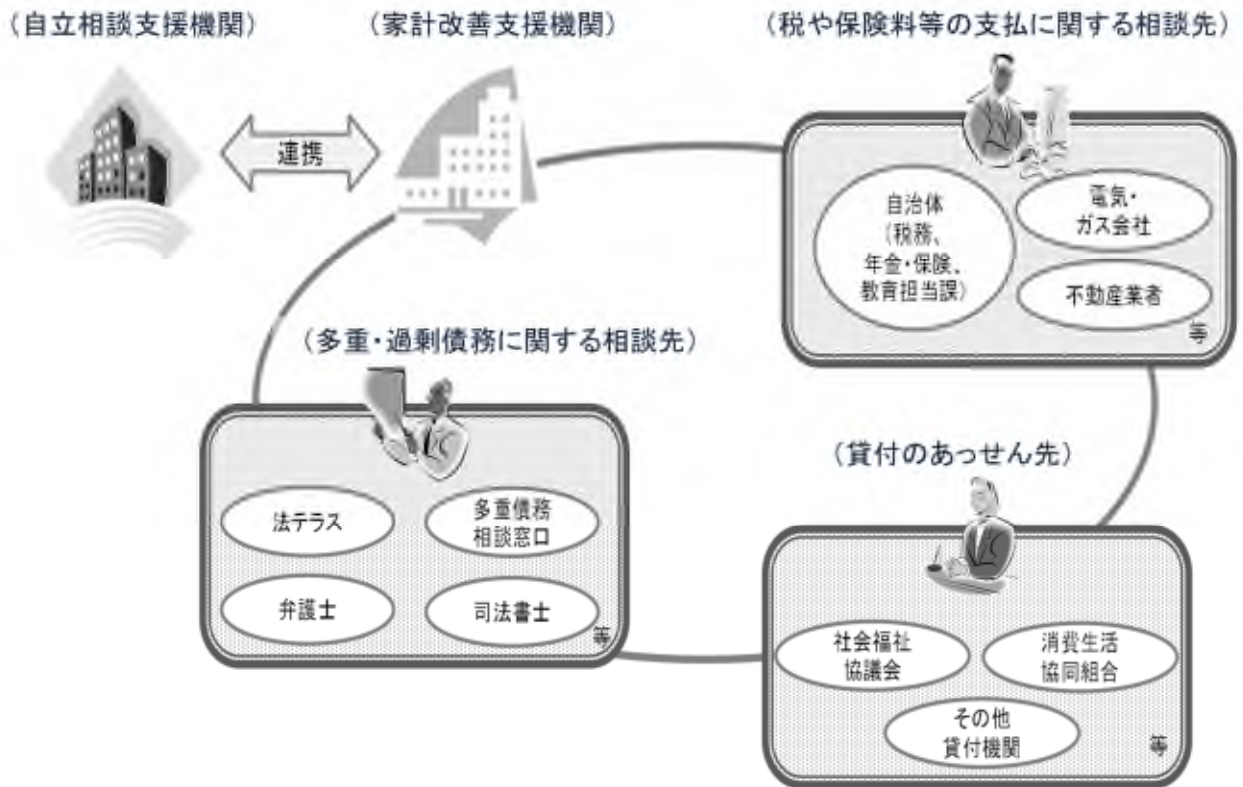 （自立相談支援機関）
（家計改善支援機関）
（税や保険料等の支払に関する相談先）
連携
自治体
（税務、
年金・保険、
教育担当課）
電気・
ガス会社
不動産業者
等
（多重・過剰債務に関する相談先）
法テラス
多重債務
相談窓口
弁護士
司法書士
等
（貸付のあっせん先）
社会福祉
協議会
消費生活
協同組合
その他
貸付機関
等